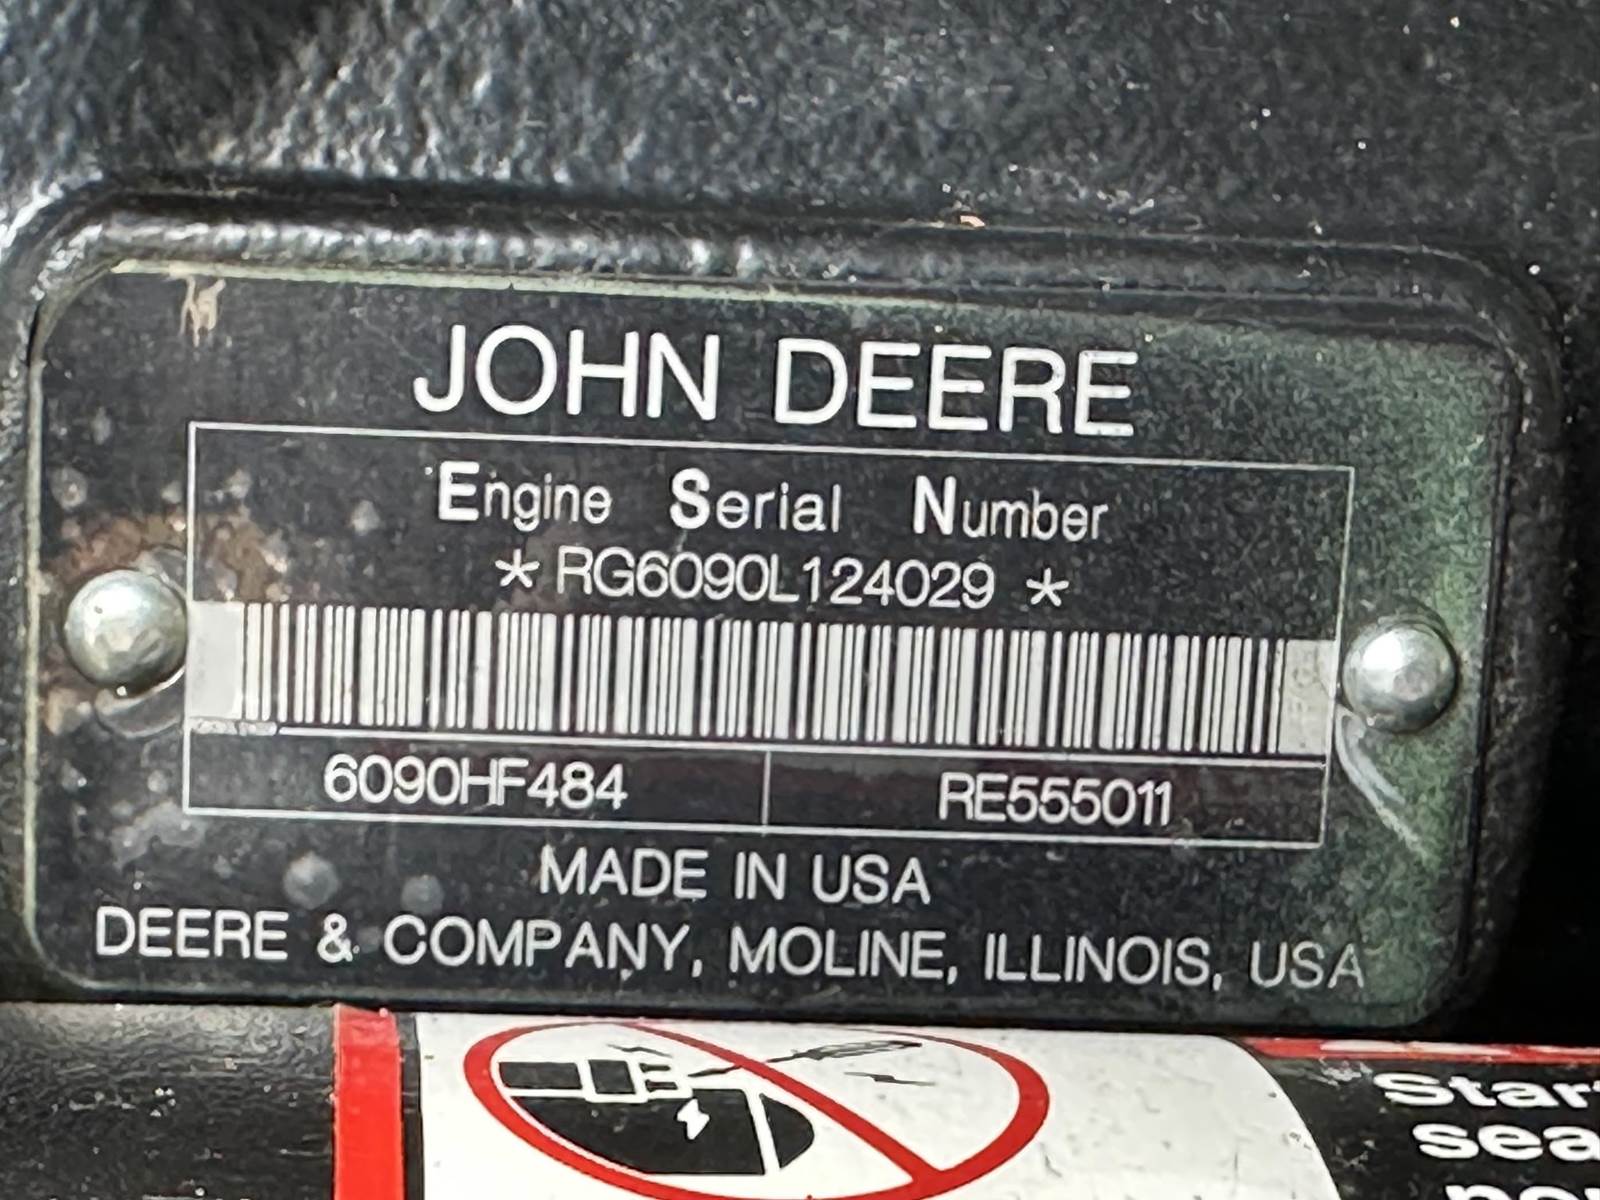 JOHN DEERE
Engine Serial Number
*RG6090L124029*
6090HF484 RE555011
MADE IN USA
DEERE & COMPANY, MOLINE, ILLINOIS, USA